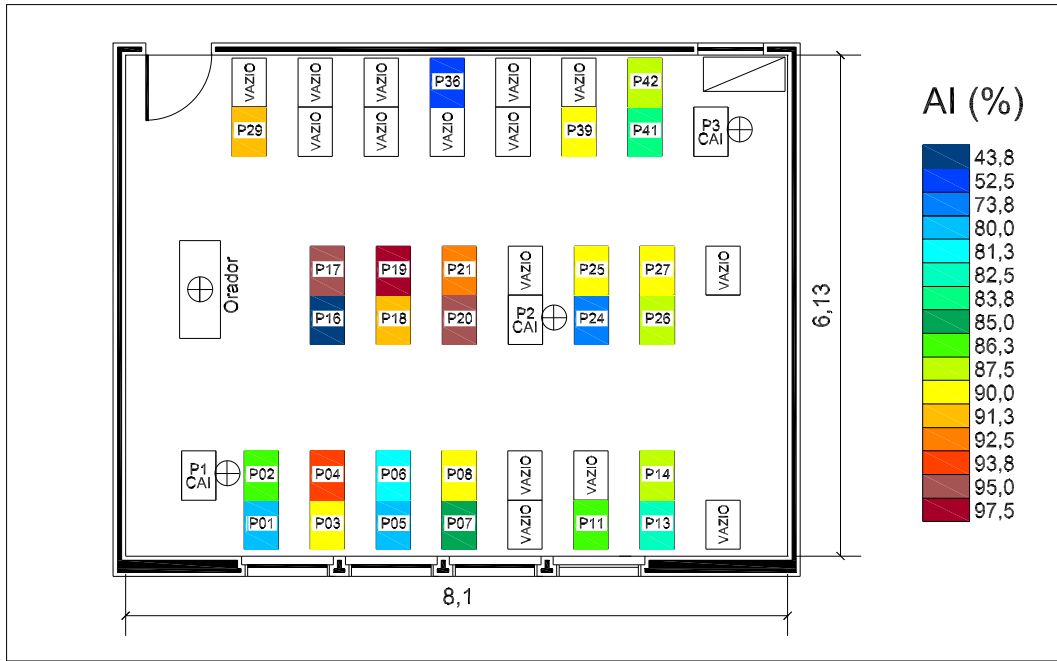 VAZIO VAZIO VAZIO P36 VAZIO VAZIO P42
P29 VAZIO VAZIO VAZIO VAZIO P39 P41 P3 CAI
P17 P19 P21 VAZIO P25 P27 VAZIO
Orador
P16 P18 P20 P2 CAI P24 P26
P1 CAI P02 P04 P06 P08 VAZIO VAZIO P14
P01 P03 P05 P07 VAZIO P11 P13 VAZIO
8,1
6,13
AI (%)
43,8
52,5
73,8
80,0
81,3
82,5
83,8
85,0
86,3
87,5
90,0
91,3
92,5
93,8
95,0
97,5